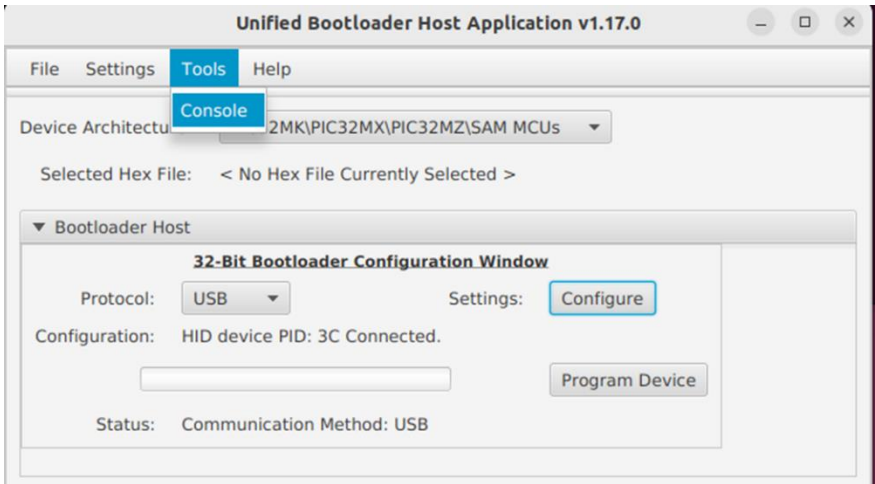 Unified Bootloader Host Application v1.17.0
File Settings Tools Help
Console
Device Architectu 2MK\PIC32MX\PIC32MZ\SAM MCUs
Selected Hex File: < No Hex File Currently Selected >
Bootloader Host
32-Bit Bootloader Configuration Window
Protocol: USB Settings: Configure
Configuration: HID device PID: 3C Connected.
Program Device
Status: Communication Method: USB